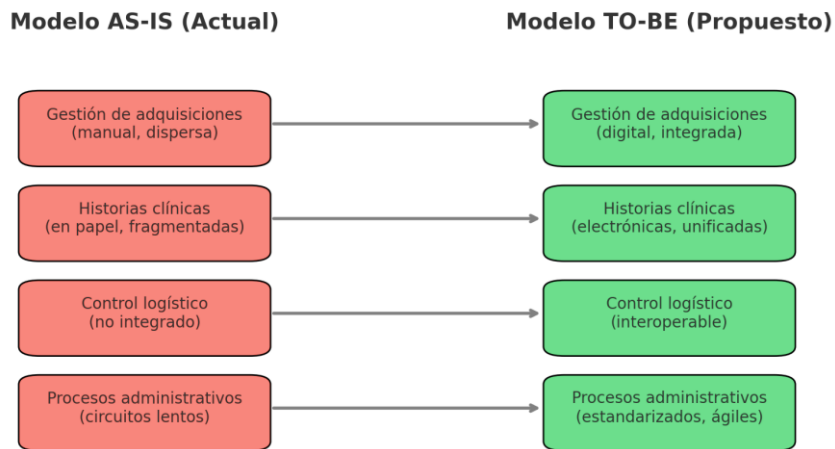 Modelo AS-IS (Actual)
Modelo TO-BE (Propuesto)
Gestión de adquisiciones
(manual, dispersa)
Gestión de adquisiciones
(digital, integrada)
Historias clínicas
(en papel, fragmentadas)
Historias clínicas
(electrónicas, unificadas)
Control logístico
(no integrado)
Control logístico
(interoperable)
Procesos administrativos
(circuitos lentos)
Procesos administrativos
(estandarizados, ágiles)